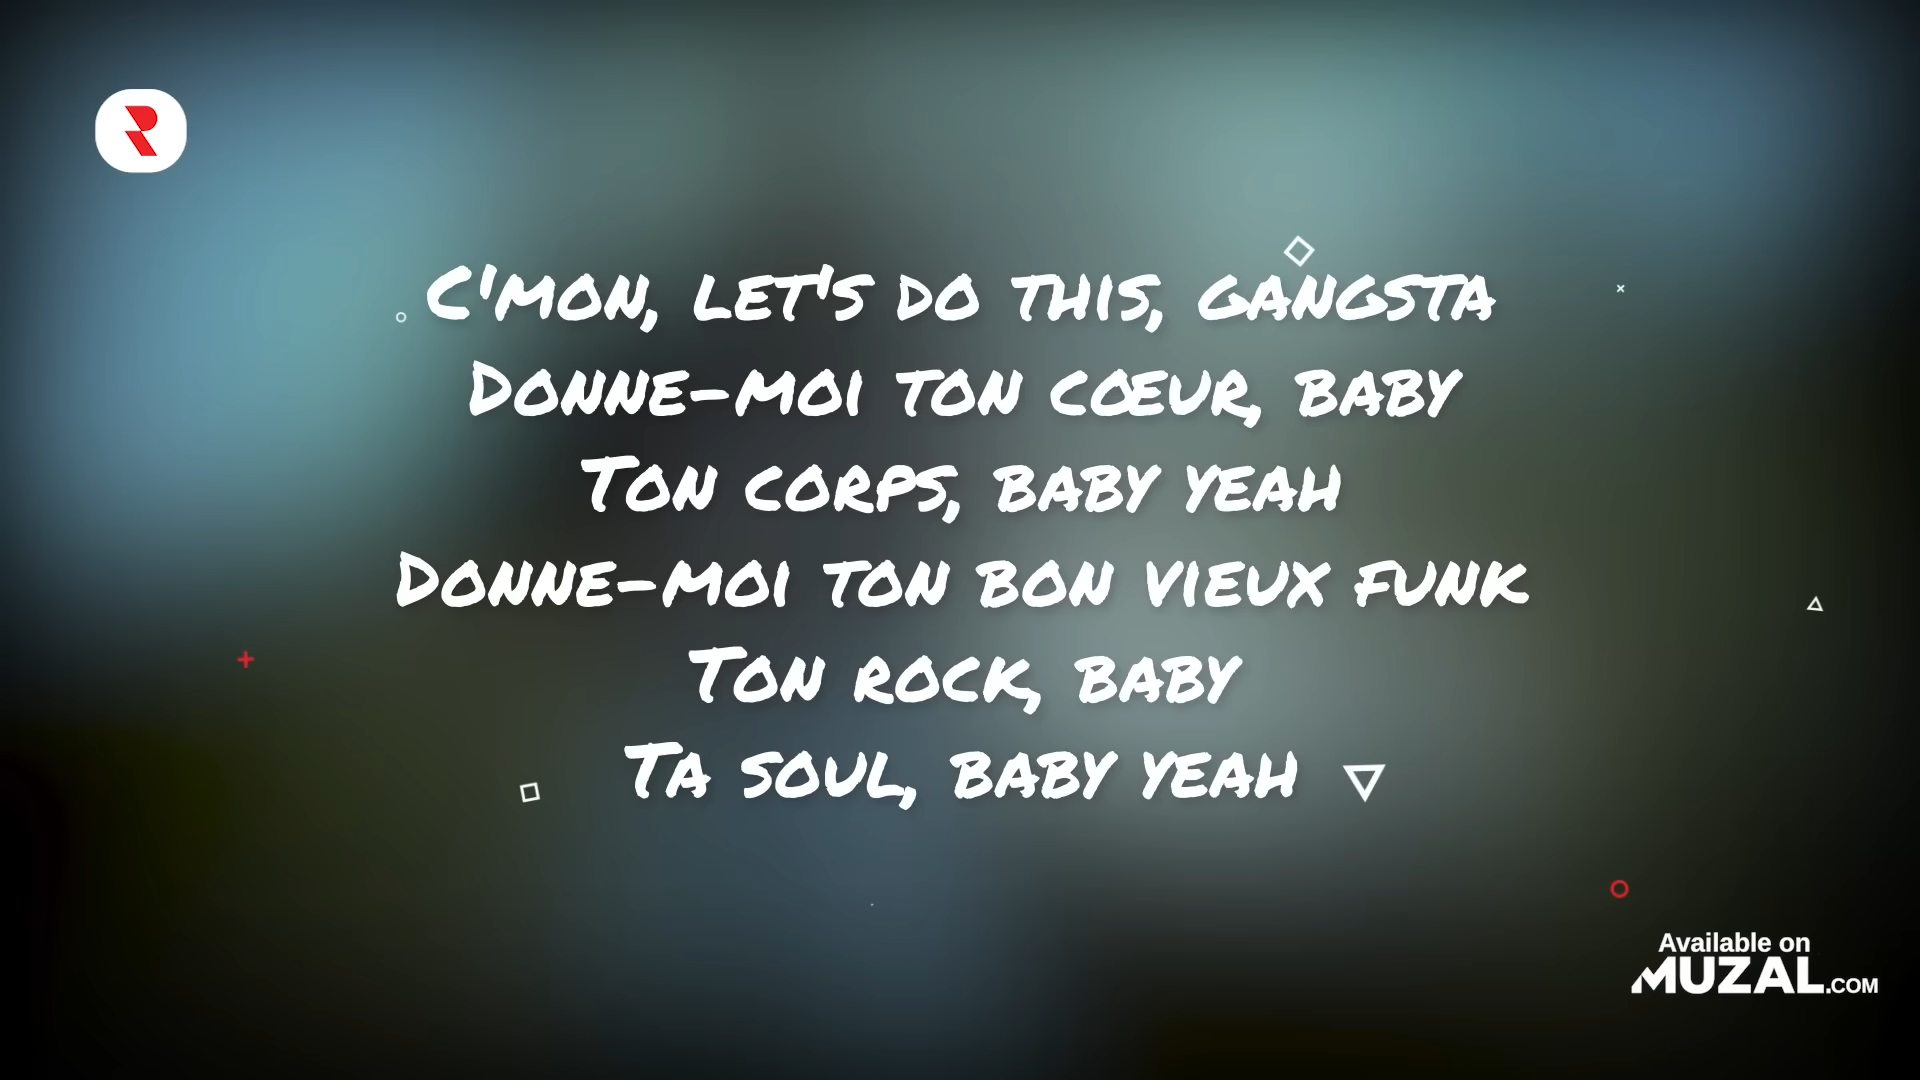 C'mon, let's do this, gangsta
Donne-moi ton cœur, baby
Ton corps, baby yeah
Donne-moi ton bon vieux funk
Ton rock, baby
Ta soul, baby yeah
Available on
MUZAL.COM